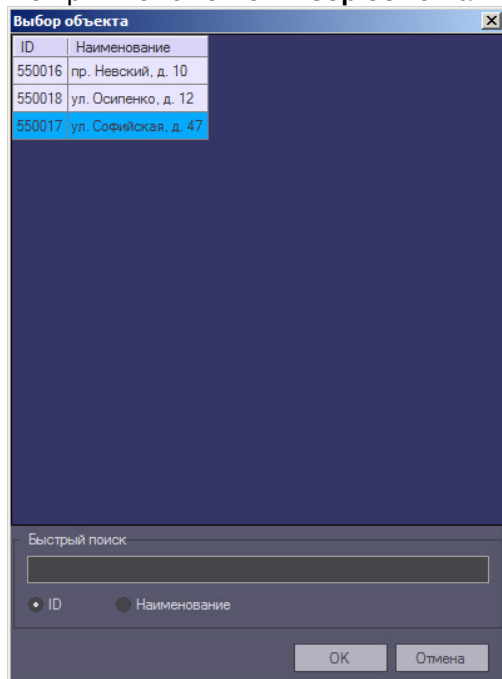 Выбор объекта
ID Наименование
550016 пр. Невский, д. 10
550018 ул. Осипенко, д. 12
550017 ул. Софийская, д. 47
Быстрый поиск
ID Наименование
OK Отмена